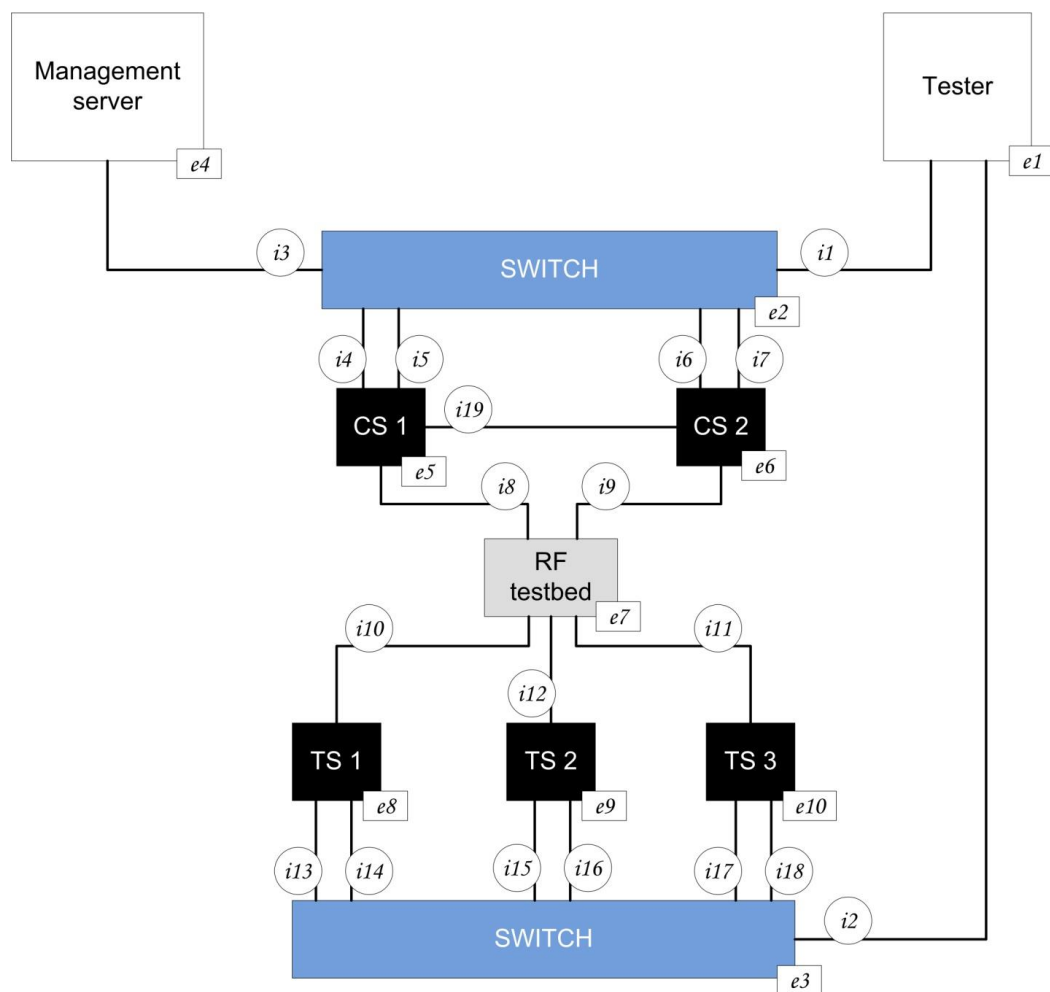 Management
server
e4
Tester
e1
i3
SWITCH
i1
e2
i4
i5
i6
i7
CS 1
i19
CS 2
e5
e6
i8
i9
RF
testbed
e7
i10
i11
i12
TS 1
TS 2
TS 3
e8
e9
e10
i13
i14
i15
i16
i17
i18
SWITCH
i2
e3